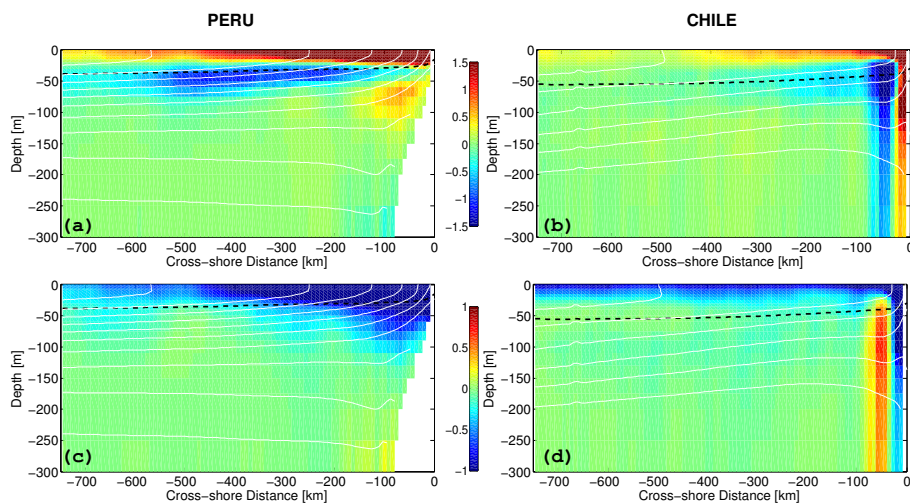 PERU
CHILE
0
−50
−100
−150
−200
−250
−300
Depth [m]
(a)
−700 −600 −500 −400 −300 −200 −100 0
Cross−shore Distance [km]
1.5
1
0.5
0
−0.5
−1
−1.5
0
−50
−100
−150
−200
−250
−300
Depth [m]
(b)
−700 −600 −500 −400 −300 −200 −100 0
Cross−shore Distance [km]
0
−50
−100
−150
−200
−250
−300
Depth [m]
(c)
−700 −600 −500 −400 −300 −200 −100 0
Cross−shore Distance [km]
1
0.5
0
−0.5
−1
0
−50
−100
−150
−200
−250
−300
Depth [m]
(d)
−700 −600 −500 −400 −300 −200 −100 0
Cross−shore Distance [km]